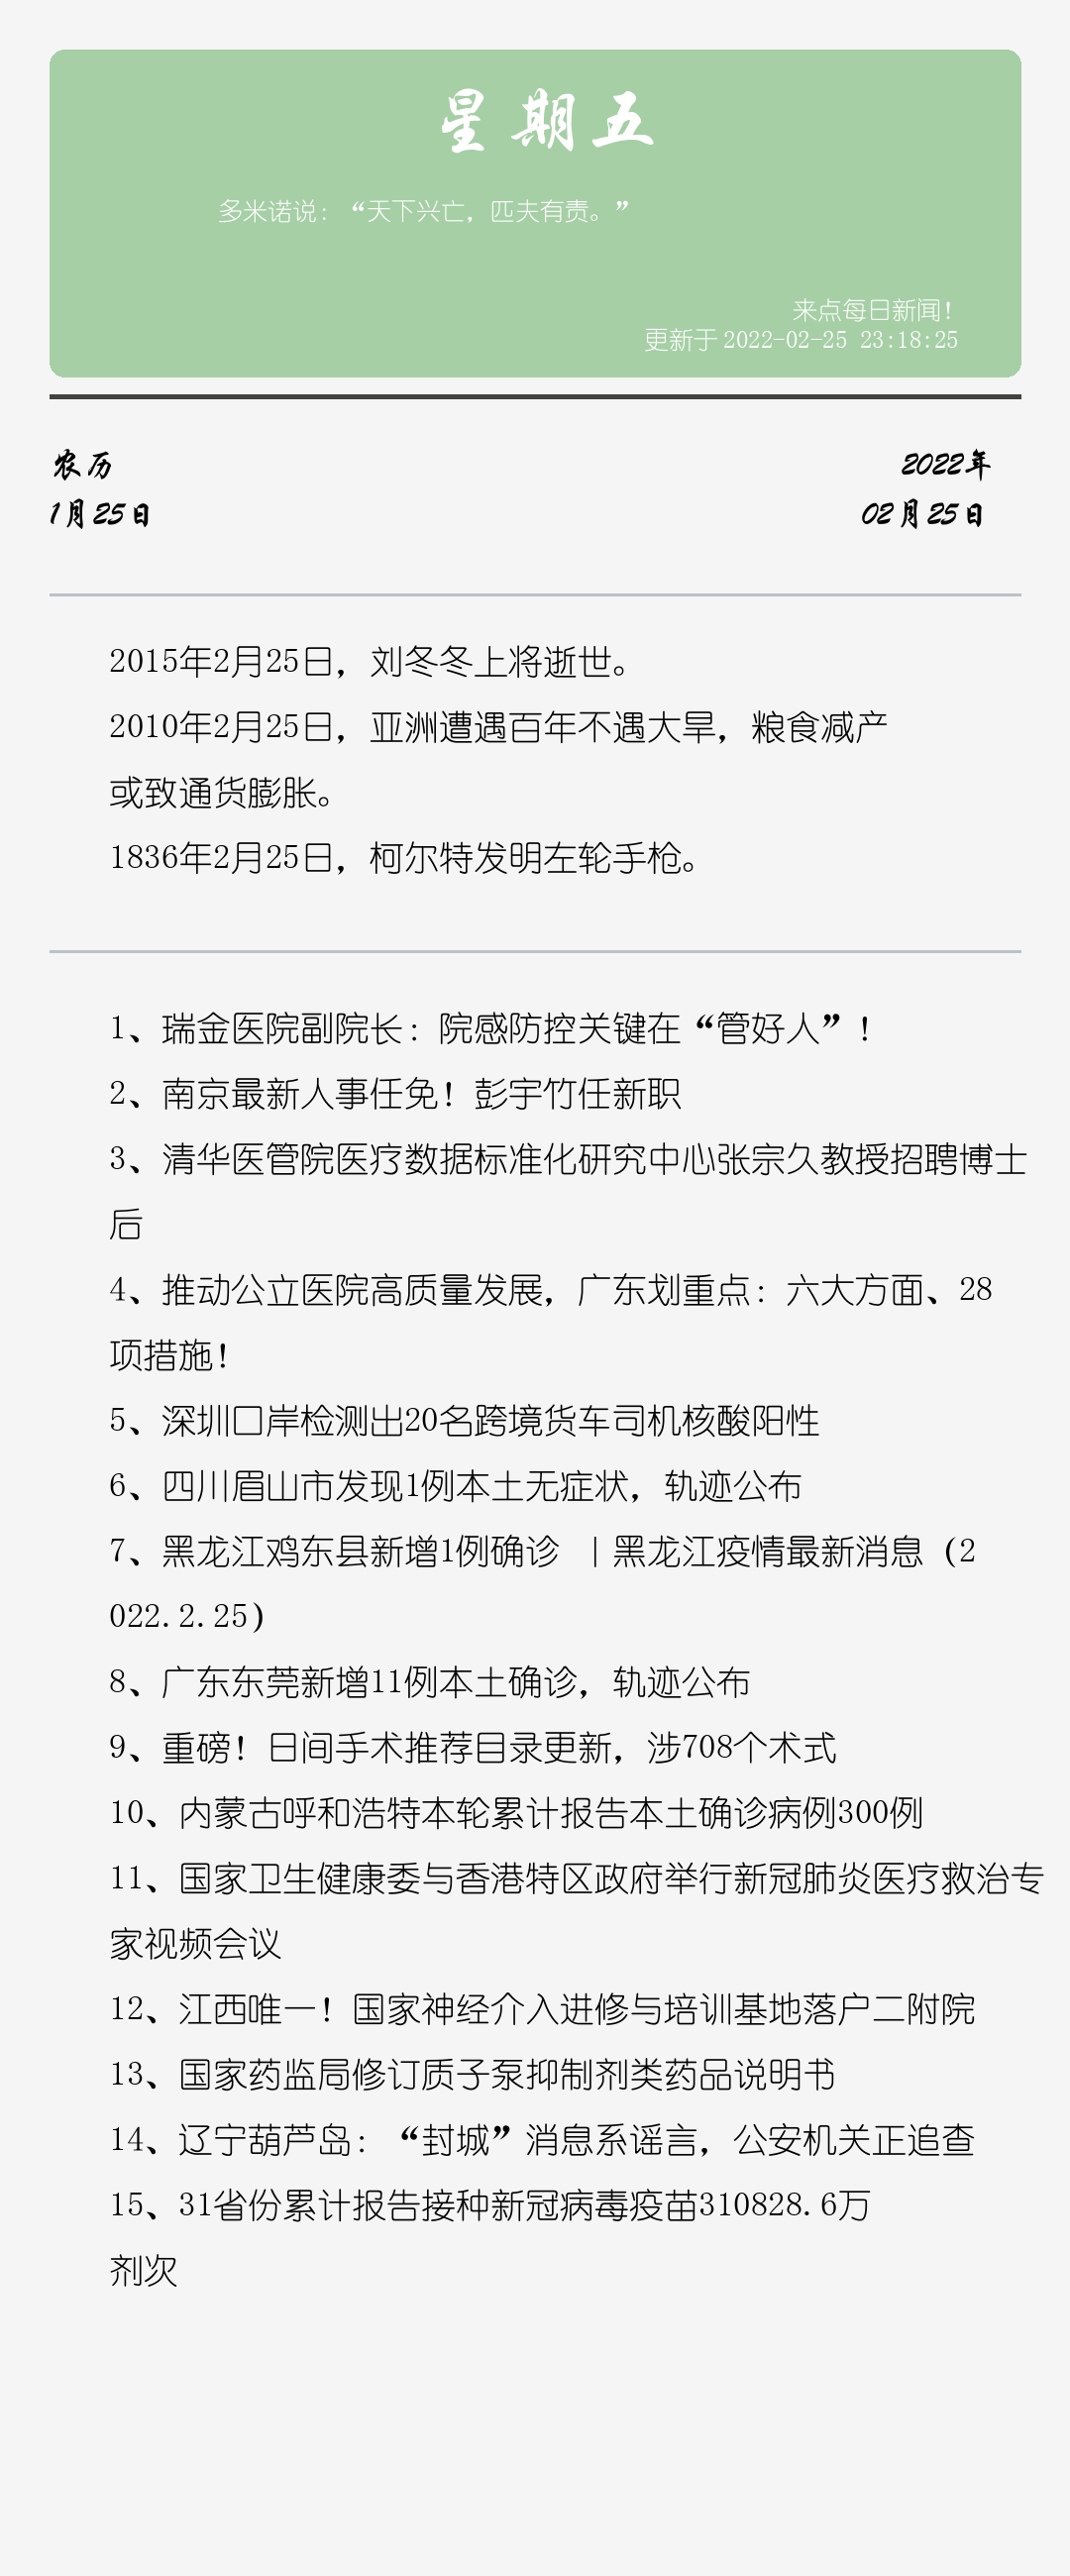 星期五
多米诺说：“天下兴亡，匹夫有责。”
来点每日新闻！
更新于 2022-02-25 23:18:25
农历
2022年
1月25日
02月25日
2015年2月25日，刘冬冬上将逝世。
2010年2月25日，亚洲遭遇百年不遇大旱，粮食减产
或致通货膨胀。
1836年2月25日，柯尔特发明左轮手枪。
1、瑞金医院副院长：院感防控关键在“管好人”！
2、南京最新人事任免！彭宇竹任新职
3、清华医管院医疗数据标准化研究中心张宗久教授招聘博士
后
4、推动公立医院高质量发展，广东划重点：六大方面、28
项措施！
5、深圳口岸检测出20名跨境货车司机核酸阳性
6、四川眉山市发现1例本土无症状，轨迹公布
7、黑龙江鸡东县新增1例确诊 ｜黑龙江疫情最新消息（2
022.2.25）
8、广东东莞新增11例本土确诊，轨迹公布
9、重磅！日间手术推荐目录更新，涉708个术式
10、内蒙古呼和浩特本轮累计报告本土确诊病例300例
11、国家卫生健康委与香港特区政府举行新冠肺炎医疗救治专
家视频会议
12、江西唯一！国家神经介入进修与培训基地落户二附院
13、国家药监局修订质子泵抑制剂类药品说明书
14、辽宁葫芦岛：“封城”消息系谣言，公安机关正追查
15、31省份累计报告接种新冠病毒疫苗310828.6万
剂次